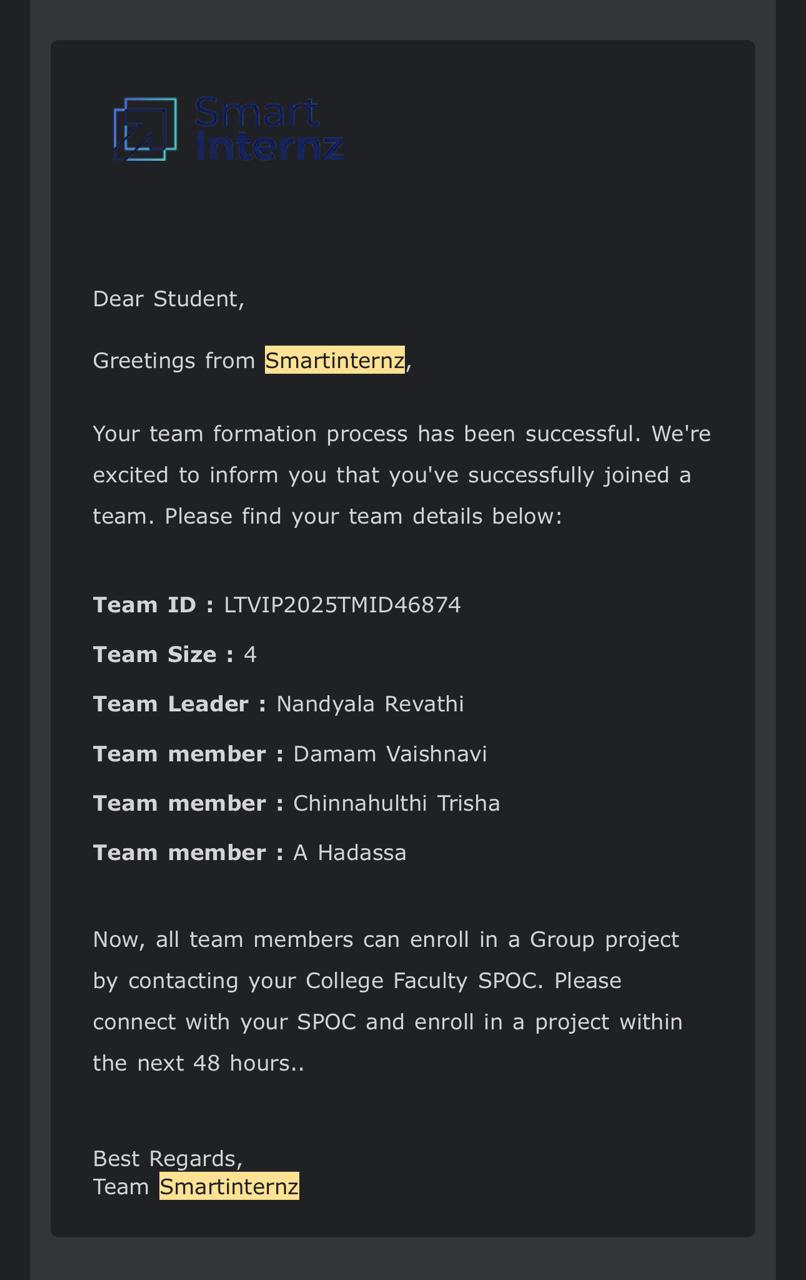 Smart
Internz
Dear Student,
Greetings from Smartinternz,
Your team formation process has been successful. We're
excited to inform you that you've successfully joined a
team. Please find your team details below:
Team ID : LTVIP2025TMID46874
Team Size : 4
Team Leader : Nandyala Revathi
Team member : Damam Vaishnavi
Team member : Chinnahulthi Trisha
Team member : A Hadassa
Now, all team members can enroll in a Group project
by contacting your College Faculty SPOC. Please
connect with your SPOC and enroll in a project within
the next 48 hours..
Best Regards,
Team Smartinternz